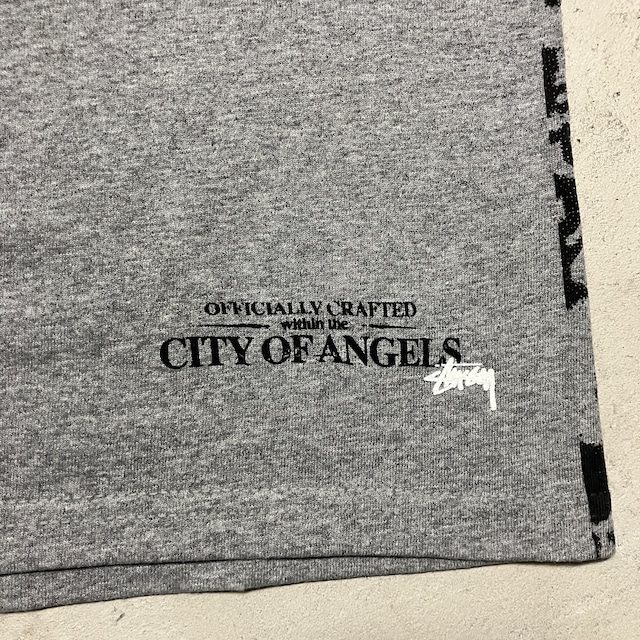 OFFICIALLY CRAFTED
within the
CITY OF ANGELS
Stüssy